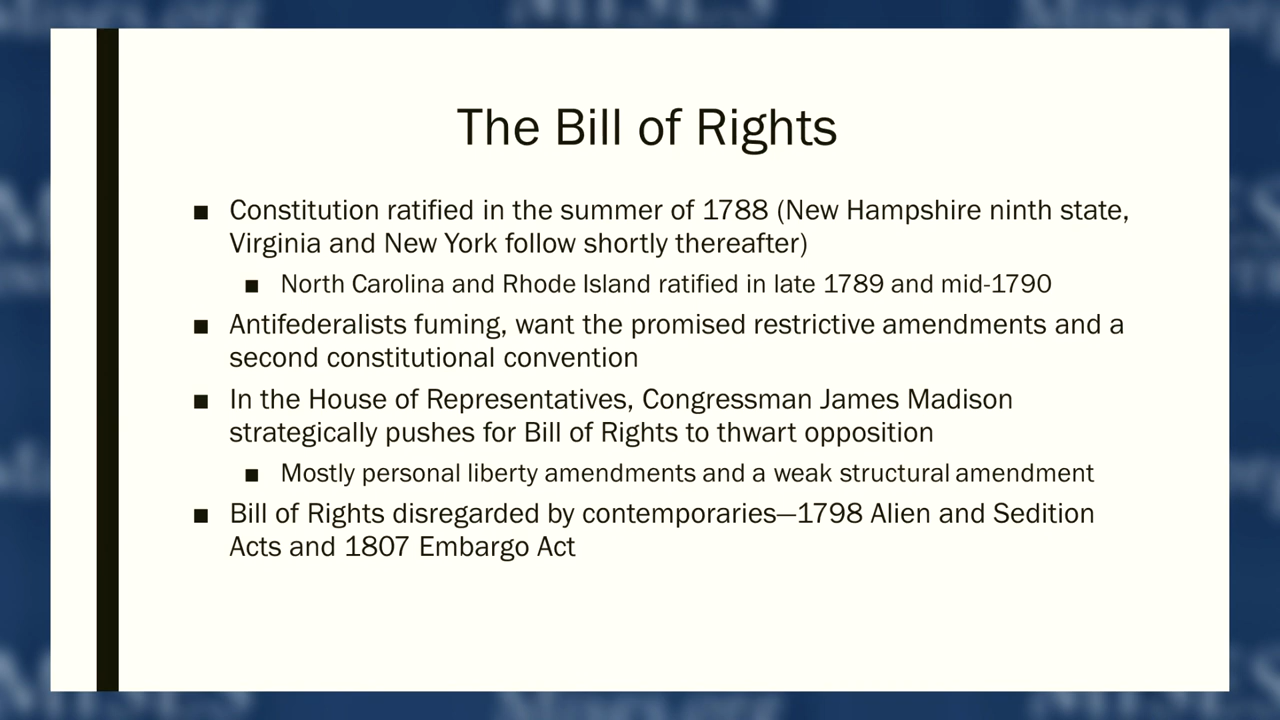 Mises.org
The Bill of Rights
■ Constitution ratified in the summer of 1788 (New Hampshire ninth state,
Virginia and New York follow shortly thereafter)
■ North Carolina and Rhode Island ratified in late 1789 and mid-1790
■ Antifederalists fuming, want the promised restrictive amendments and a
second constitutional convention
■ In the House of Representatives, Congressman James Madison
strategically pushes for Bill of Rights to thwart opposition
■ Mostly personal liberty amendments and a weak structural amendment
■ Bill of Rights disregarded by contemporaries—1798 Alien and Sedition
Acts and 1807 Embargo Act